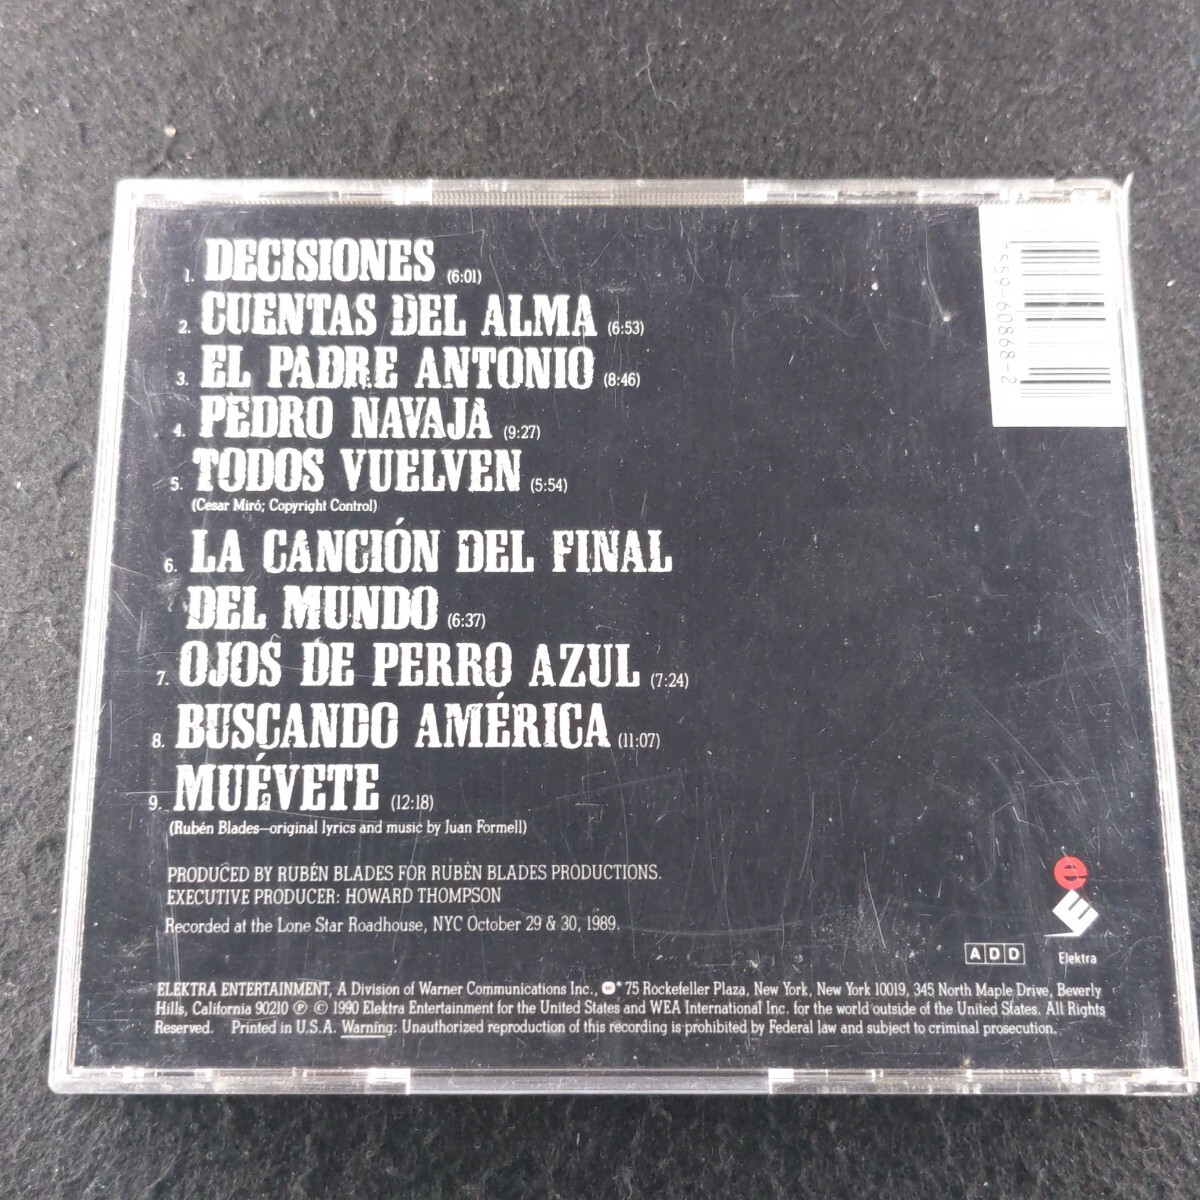 1. DECISIONES (6:01)
2. CUENTAS DEL ALMA (6:53)
3. EL PADRE ANTONIO (8:46)
4. PEDRO NAVAJA (9:27)
5. TODOS VUELVEN (5:54)
(Cesar Miró; Copyright Control)
6. LA CANCIÓN DEL FINAL
DEL MUNDO (6:37)
7. OJOS DE PERRO AZUL (7:24)
8. BUSCANDO AMÉRICA (11:07)
9. MUÉVETE (12:18)
(Rubén Blades—original lyrics and music by Juan Formell)
PRODUCED BY RUBÉN BLADES FOR RUBÉN BLADES PRODUCTIONS.
EXECUTIVE PRODUCER: HOWARD THOMPSON
Recorded at the Lone Star Roadhouse, NYC October 29 & 30, 1989.
ADD
Elektra
ELEKTRA ENTERTAINMENT, A Division of Warner Communications Inc., * 75 Rockefeller Plaza, New York, New York 10019, 345 North Maple Drive, Beverly
Hills, California 90210 ℗ © 1990 Elektra Entertainment for the United States and WEA International Inc. for the world outside of the United States. All Rights
Reserved. Printed in U.S.A. Warning: Unauthorized reproduction of this recording is prohibited by Federal law and subject to criminal prosecution.
7559-60868-2